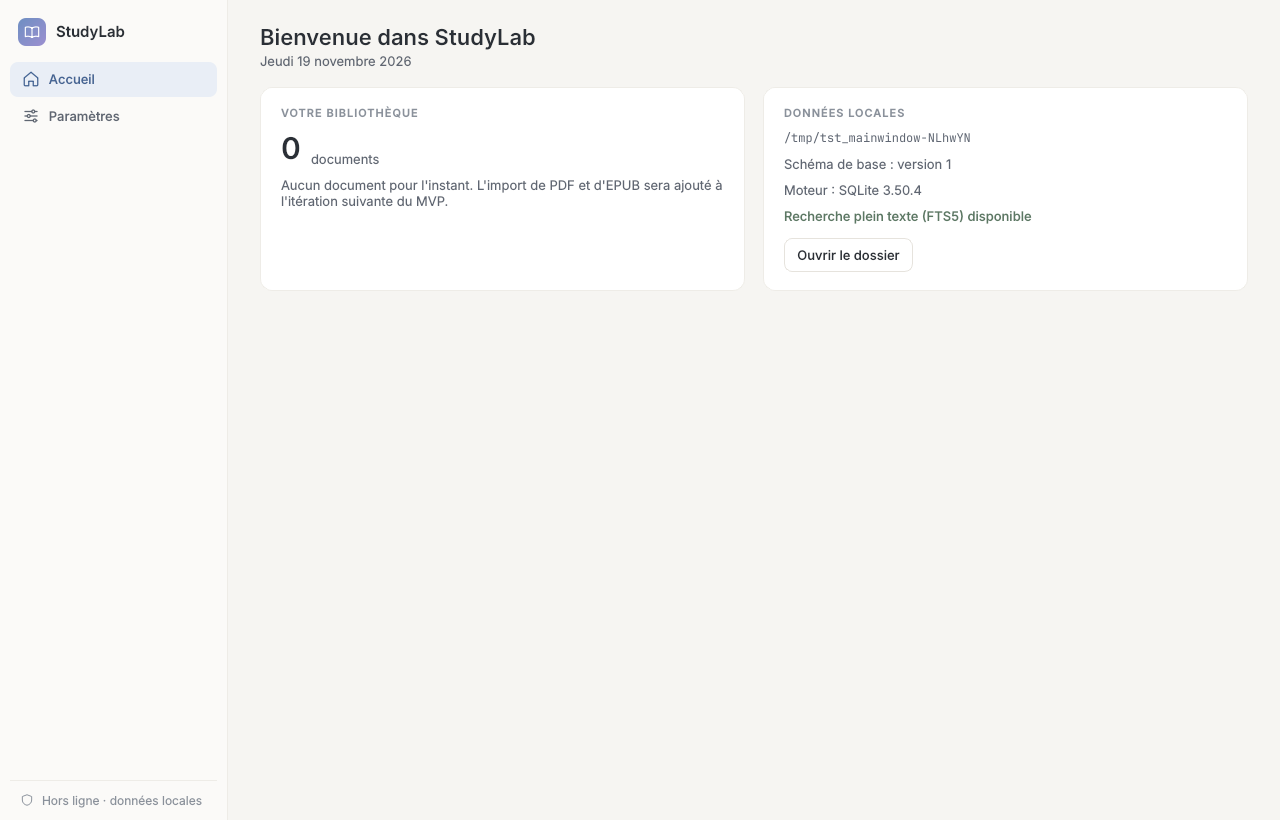 StudyLab
Accueil
Paramètres
Hors ligne · données locales
Bienvenue dans StudyLab
Jeudi 19 novembre 2026
VOTRE BIBLIOTHÈQUE
0 documents
Aucun document pour l'instant. L'import de PDF et d'EPUB sera ajouté à
l'itération suivante du MVP.
DONNÉES LOCALES
/tmp/tst_mainwindow-NLhwYN
Schéma de base : version 1
Moteur : SQLite 3.50.4
Recherche plein texte (FTS5) disponible
Ouvrir le dossier